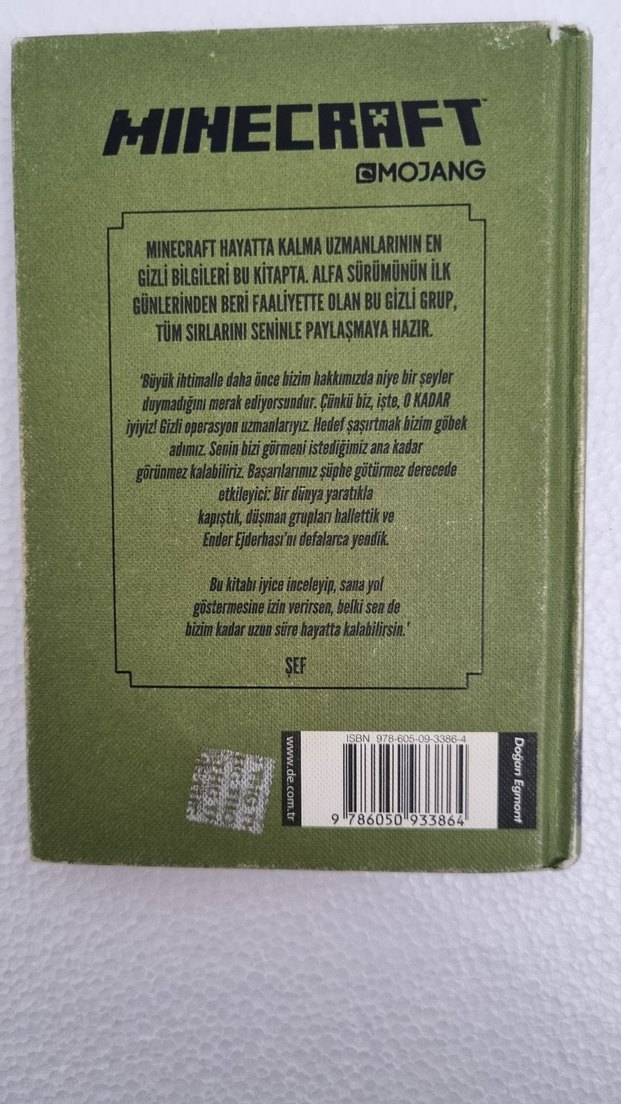 MINECRAFT
MOJANG
MINECRAFT HAYATTA KALMA UZMANLARININ EN
GİZLİ BİLGİLERİ BU KİTAPTA. ALFA SÜRÜMÜNÜN İLK
GÜNLERİNDEN BERİ FAALİYETTE OLAN BU GİZLİ GRUP,
TÜM SIRLARINI SENİNLE PAYLAŞMAYA HAZIR.
'Büyük ihtimalle daha önce bizim hakkımızda niye bir şeyler
duymadığını merak ediyorsundur. Çünkü biz, işte, O KADAR
iyiyiz! Gizli operasyon uzmanlarıyız. Hedef şaşırtmak bizim göbek
adımız. Senin bizi görmeni istediğimiz ana kadar
görünmez kalabiliriz. Başarılarımız şüphe götürmez derecede
etkileyici: Bir dünya yaratıkla
kapıştık, düşman grupları hallettik ve
Ender Ejderhası'nı defalarca yendik.
Bu kitabı iyice inceleyip, sana yol
göstermesine izin verirsen, belki sen de
bizim kadar uzun süre hayatta kalabilirsin.'
ŞEF
www.de.com.tr
ISBN 978-605-09-3386-4
9 786050 933864
Doğan Egmont